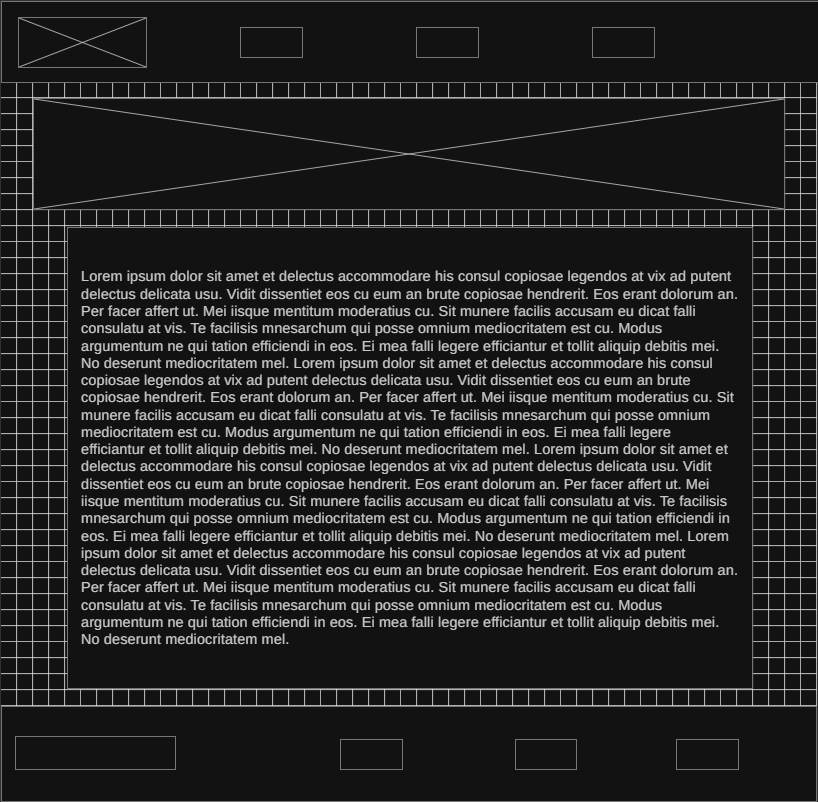 Lorem ipsum dolor sit amet et delectus accommodare his consul copiosae legendos at vix ad putent
delectus delicata usu. Vidit dissentiet eos cu eum an brute copiosae hendrerit. Eos erant dolorum an.
Per facer affert ut. Mei iisque mentitum moderatius cu. Sit munere facilis accusam eu dicat falli
consulatu at vis. Te facilisis mnesarchum qui posse omnium mediocritatem est cu. Modus
argumentum ne qui tation efficiendi in eos. Ei mea falli legere efficiantur et tollit aliquip debitis mei.
No deserunt mediocritatem mel. Lorem ipsum dolor sit amet et delectus accommodare his consul
copiosae legendos at vix ad putent delectus delicata usu. Vidit dissentiet eos cu eum an brute
copiosae hendrerit. Eos erant dolorum an. Per facer affert ut. Mei iisque mentitum moderatius cu. Sit
munere facilis accusam eu dicat falli consulatu at vis. Te facilisis mnesarchum qui posse omnium
mediocritatem est cu. Modus argumentum ne qui tation efficiendi in eos. Ei mea falli legere
efficiantur et tollit aliquip debitis mei. No deserunt mediocritatem mel. Lorem ipsum dolor sit amet et
delectus accommodare his consul copiosae legendos at vix ad putent delectus delicata usu. Vidit
dissentiet eos cu eum an brute copiosae hendrerit. Eos erant dolorum an. Per facer affert ut. Mei
iisque mentitum moderatius cu. Sit munere facilis accusam eu dicat falli consulatu at vis. Te facilisis
mnesarchum qui posse omnium mediocritatem est cu. Modus argumentum ne qui tation efficiendi in
eos. Ei mea falli legere efficiantur et tollit aliquip debitis mei. No deserunt mediocritatem mel. Lorem
ipsum dolor sit amet et delectus accommodare his consul copiosae legendos at vix ad putent
delectus delicata usu. Vidit dissentiet eos cu eum an brute copiosae hendrerit. Eos erant dolorum an.
Per facer affert ut. Mei iisque mentitum moderatius cu. Sit munere facilis accusam eu dicat falli
consulatu at vis. Te facilisis mnesarchum qui posse omnium mediocritatem est cu. Modus
argumentum ne qui tation efficiendi in eos. Ei mea falli legere efficiantur et tollit aliquip debitis mei.
No deserunt mediocritatem mel.